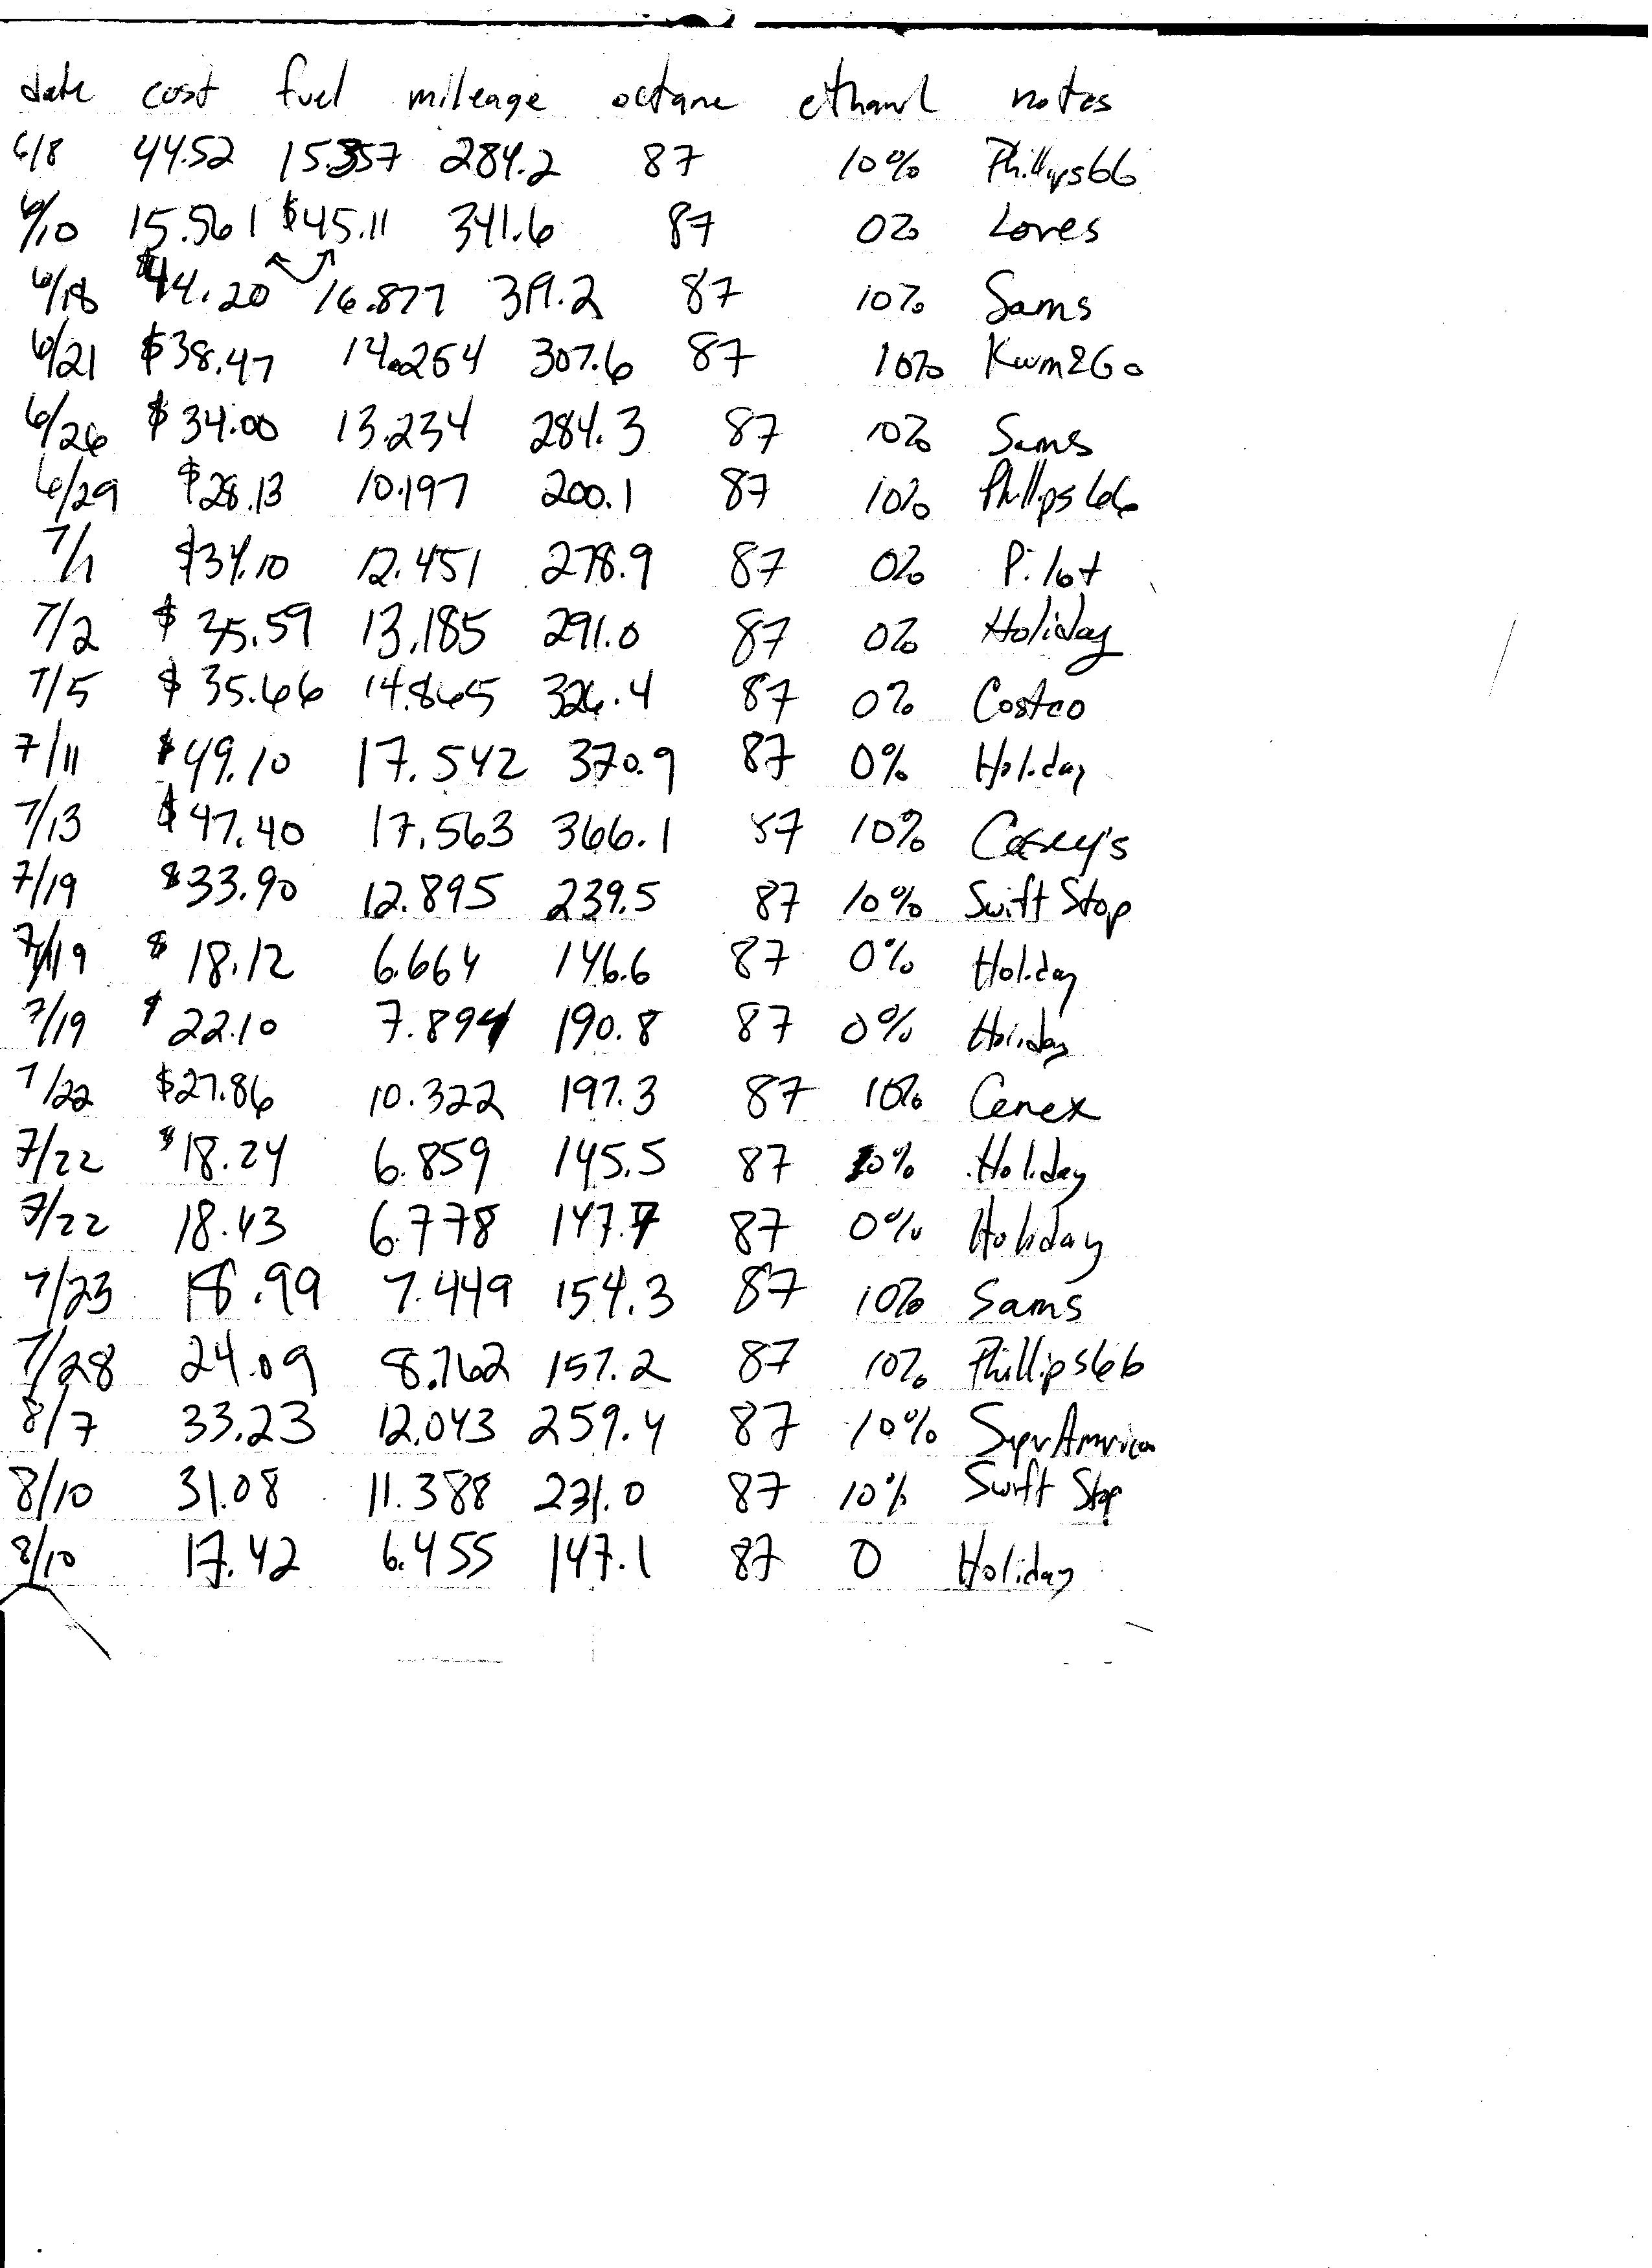 date cost fuel mileage octane ethanol notes
6/8 44.52 15.357 284.2 87 10% Phillips66
6/10 15.561 $45.11 341.6 87 0% Loves
6/18 $44.20 16.877 319.2 87 10% Sams
6/21 $38.47 14.254 307.6 87 10% Kum&Go
6/26 $34.00 13.234 284.3 87 10% Sams
6/29 $28.13 10.197 200.1 87 10% Phillips66
7/1 $34.10 12.451 278.9 87 0% Pilot
7/2 $35.59 13.185 291.0 87 0% Holiday
7/5 $35.66 14.865 326.4 87 0% Costco
7/11 $49.10 17.542 370.9 87 0% Holiday
7/13 $47.40 17.563 366.1 87 10% Casey's
7/19 $33.90 12.895 239.5 87 10% Swift Stop
7/19 $18.12 6.664 146.6 87 0% Holiday
7/19 $22.10 7.894 190.8 87 0% Holiday
7/22 $27.86 10.322 197.3 87 10% Cenex
7/22 $18.24 6.859 145.5 87 10% Holiday
7/22 18.43 6.778 147.7 87 0% Holiday
7/23 18.99 7.449 154.3 87 10% Sams
7/28 24.09 8.762 157.2 87 10% Phillips66
8/7 33.23 12.043 259.4 87 10% SuperAmerica
8/10 31.08 11.388 231.0 87 10% Swift Stop
8/10 17.42 6.455 147.1 87 0 Holiday